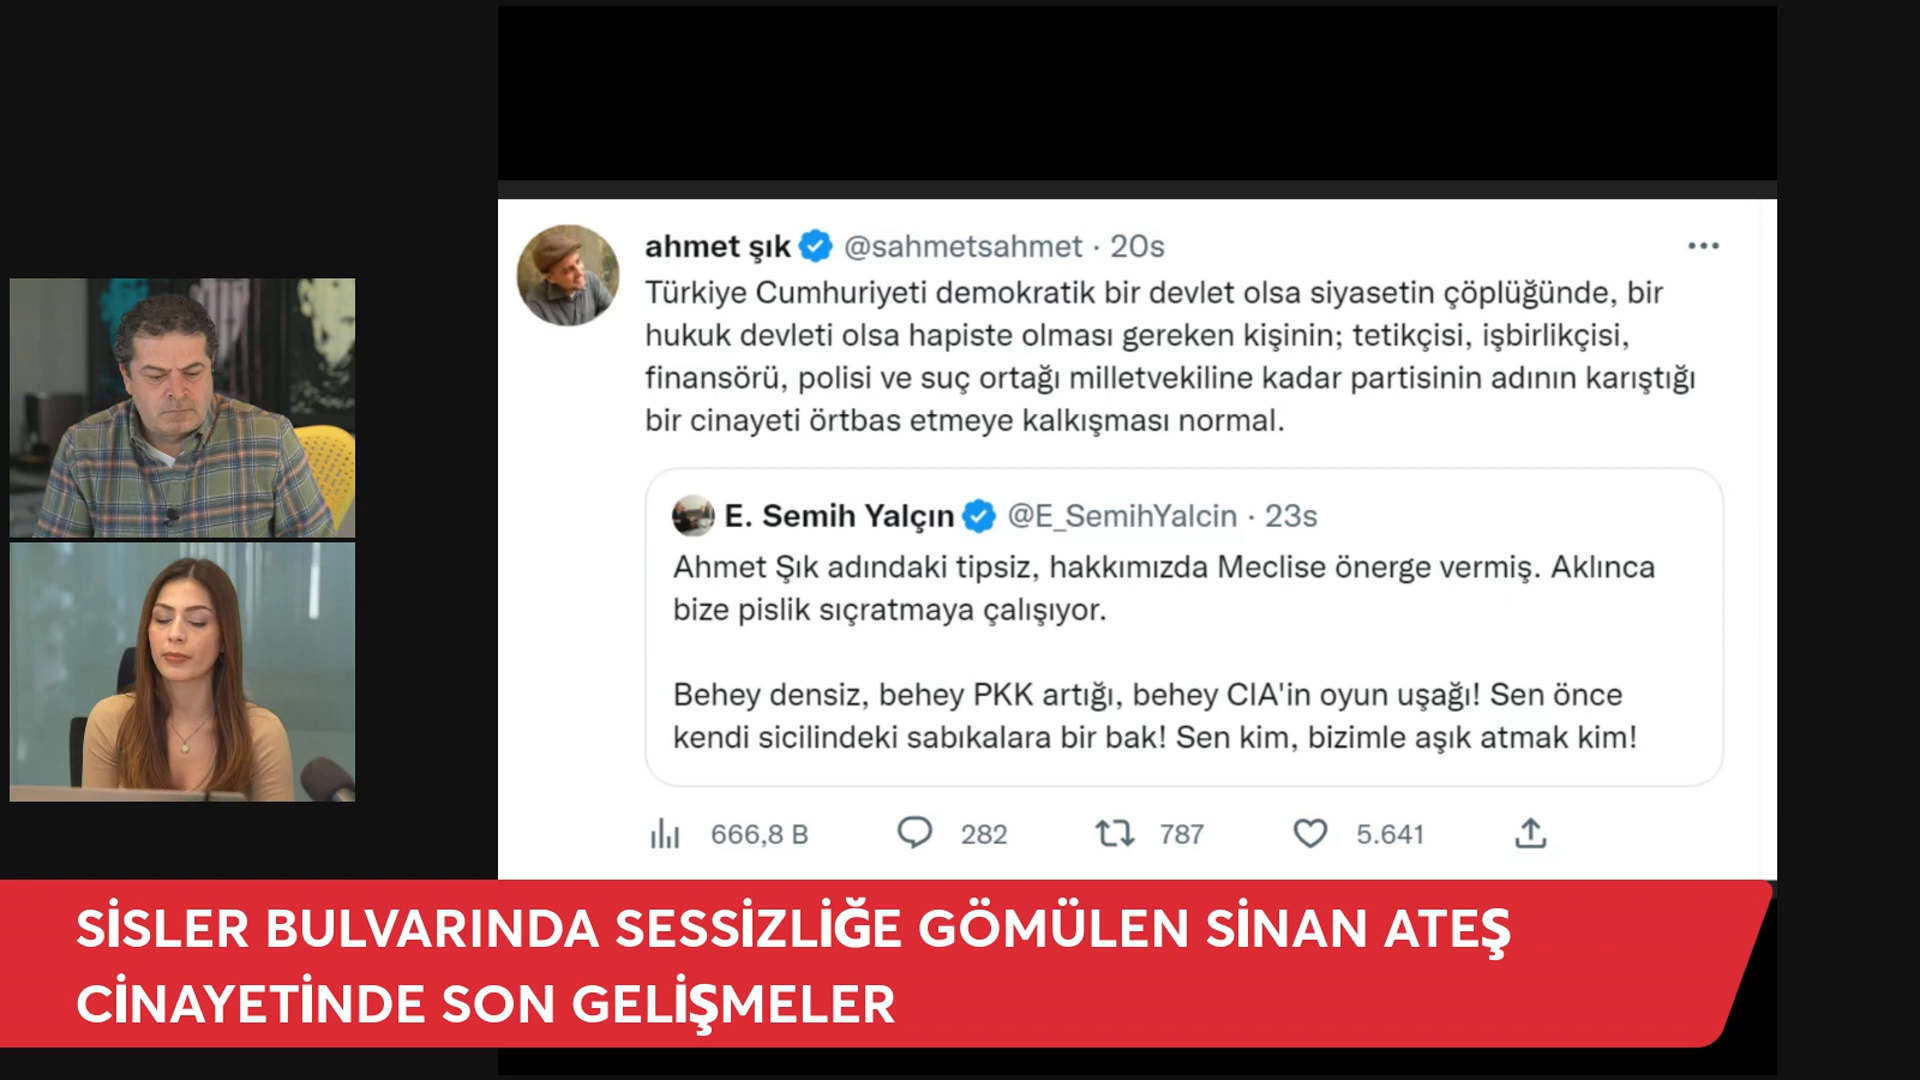 ahmet şık @sahmetsahmet · 20s
Türkiye Cumhuriyeti demokratik bir devlet olsa siyasetin çöplüğünde, bir
hukuk devleti olsa hapiste olması gereken kişinin; tetikçisi, işbirlikçisi,
finansörü, polisi ve suç ortağı milletvekiline kadar partisinin adının karıştığı
bir cinayeti örtbas etmeye kalkışması normal.
E. Semih Yalçın @E_SemihYalcin · 23s
Ahmet Şık adındaki tipsiz, hakkımızda Meclise önerge vermiş. Aklınca
bize pislik sıçratmaya çalışıyor.
Behey densiz, behey PKK artığı, behey CIA'in oyun uşağı! Sen önce
kendi sicilindeki sabıkalara bir bak! Sen kim, bizimle aşık atmak kim!
666,8 B 282 787 5.641
SİSLER BULVARINDA SESSİZLİĞE GÖMÜLEN SİNAN ATEŞ
CİNAYETİNDE SON GELİŞMELER